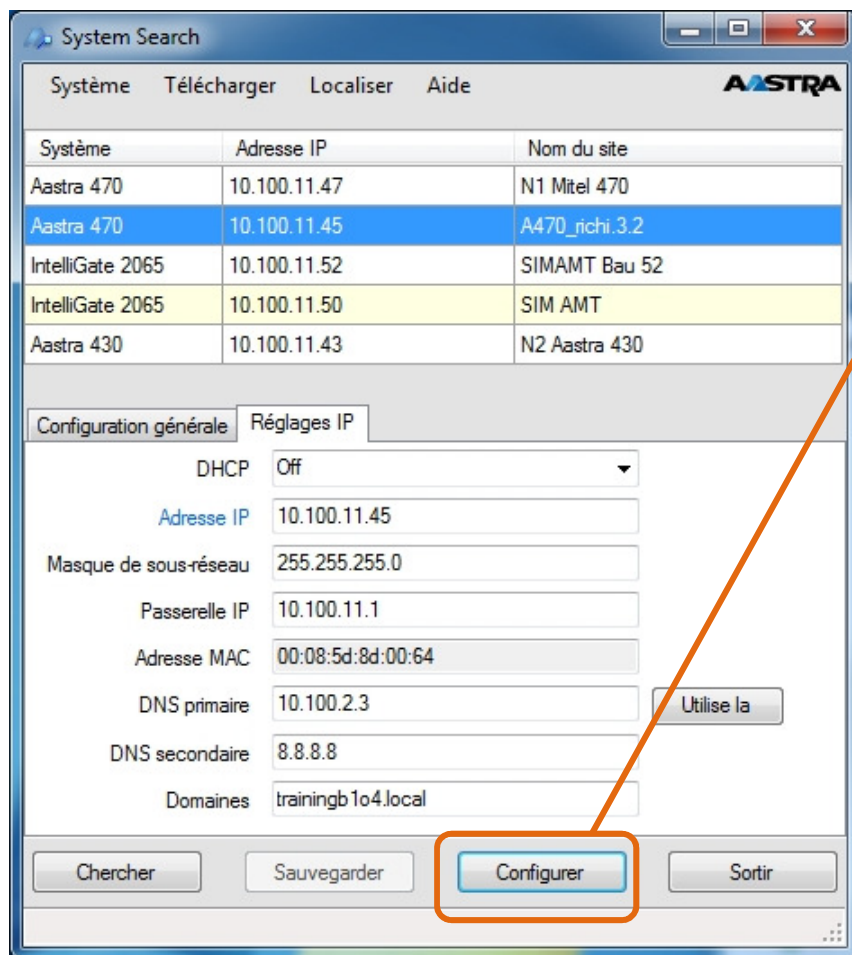 System Search
Système Télécharger Localiser Aide AASTRA
Système Adresse IP Nom du site
Aastra 470 10.100.11.47 N1 Mitel 470
Aastra 470 10.100.11.45 A470_richi.3.2
IntelliGate 2065 10.100.11.52 SIMAMT Bau 52
IntelliGate 2065 10.100.11.50 SIM AMT
Aastra 430 10.100.11.43 N2 Aastra 430
Configuration générale Réglages IP
DHCP Off
Adresse IP 10.100.11.45
Masque de sous-réseau 255.255.255.0
Passerelle IP 10.100.11.1
Adresse MAC 00:08:5d:8d:00:64
DNS primaire 10.100.2.3 Utilise la
DNS secondaire 8.8.8.8
Domaines trainingb1o4.local
Chercher Sauvegarder Configurer Sortir